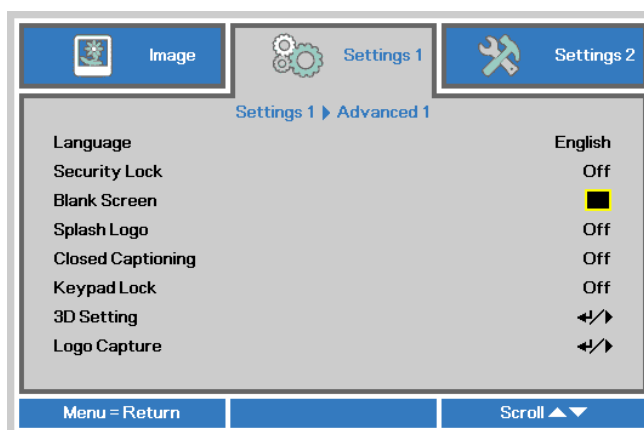 Image
Settings 1
Settings 2
Settings 1 ▶ Advanced 1
Language English
Security Lock Off
Blank Screen
Splash Logo Off
Closed Captioning Off
Keypad Lock Off
3D Setting ↵/▶
Logo Capture ↵/▶
Menu = Return Scroll ▲▼